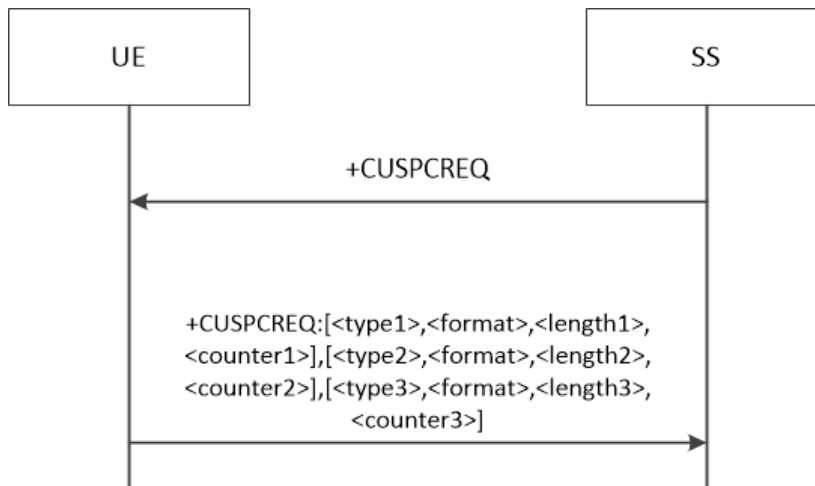 UE
SS
+CUSPCREQ
+CUSPCREQ:[<type1>,<format>,<length1>,
<counter1>],[<type2>,<format>,<length2>,
<counter2>],[<type3>,<format>,<length3>,
<counter3>]